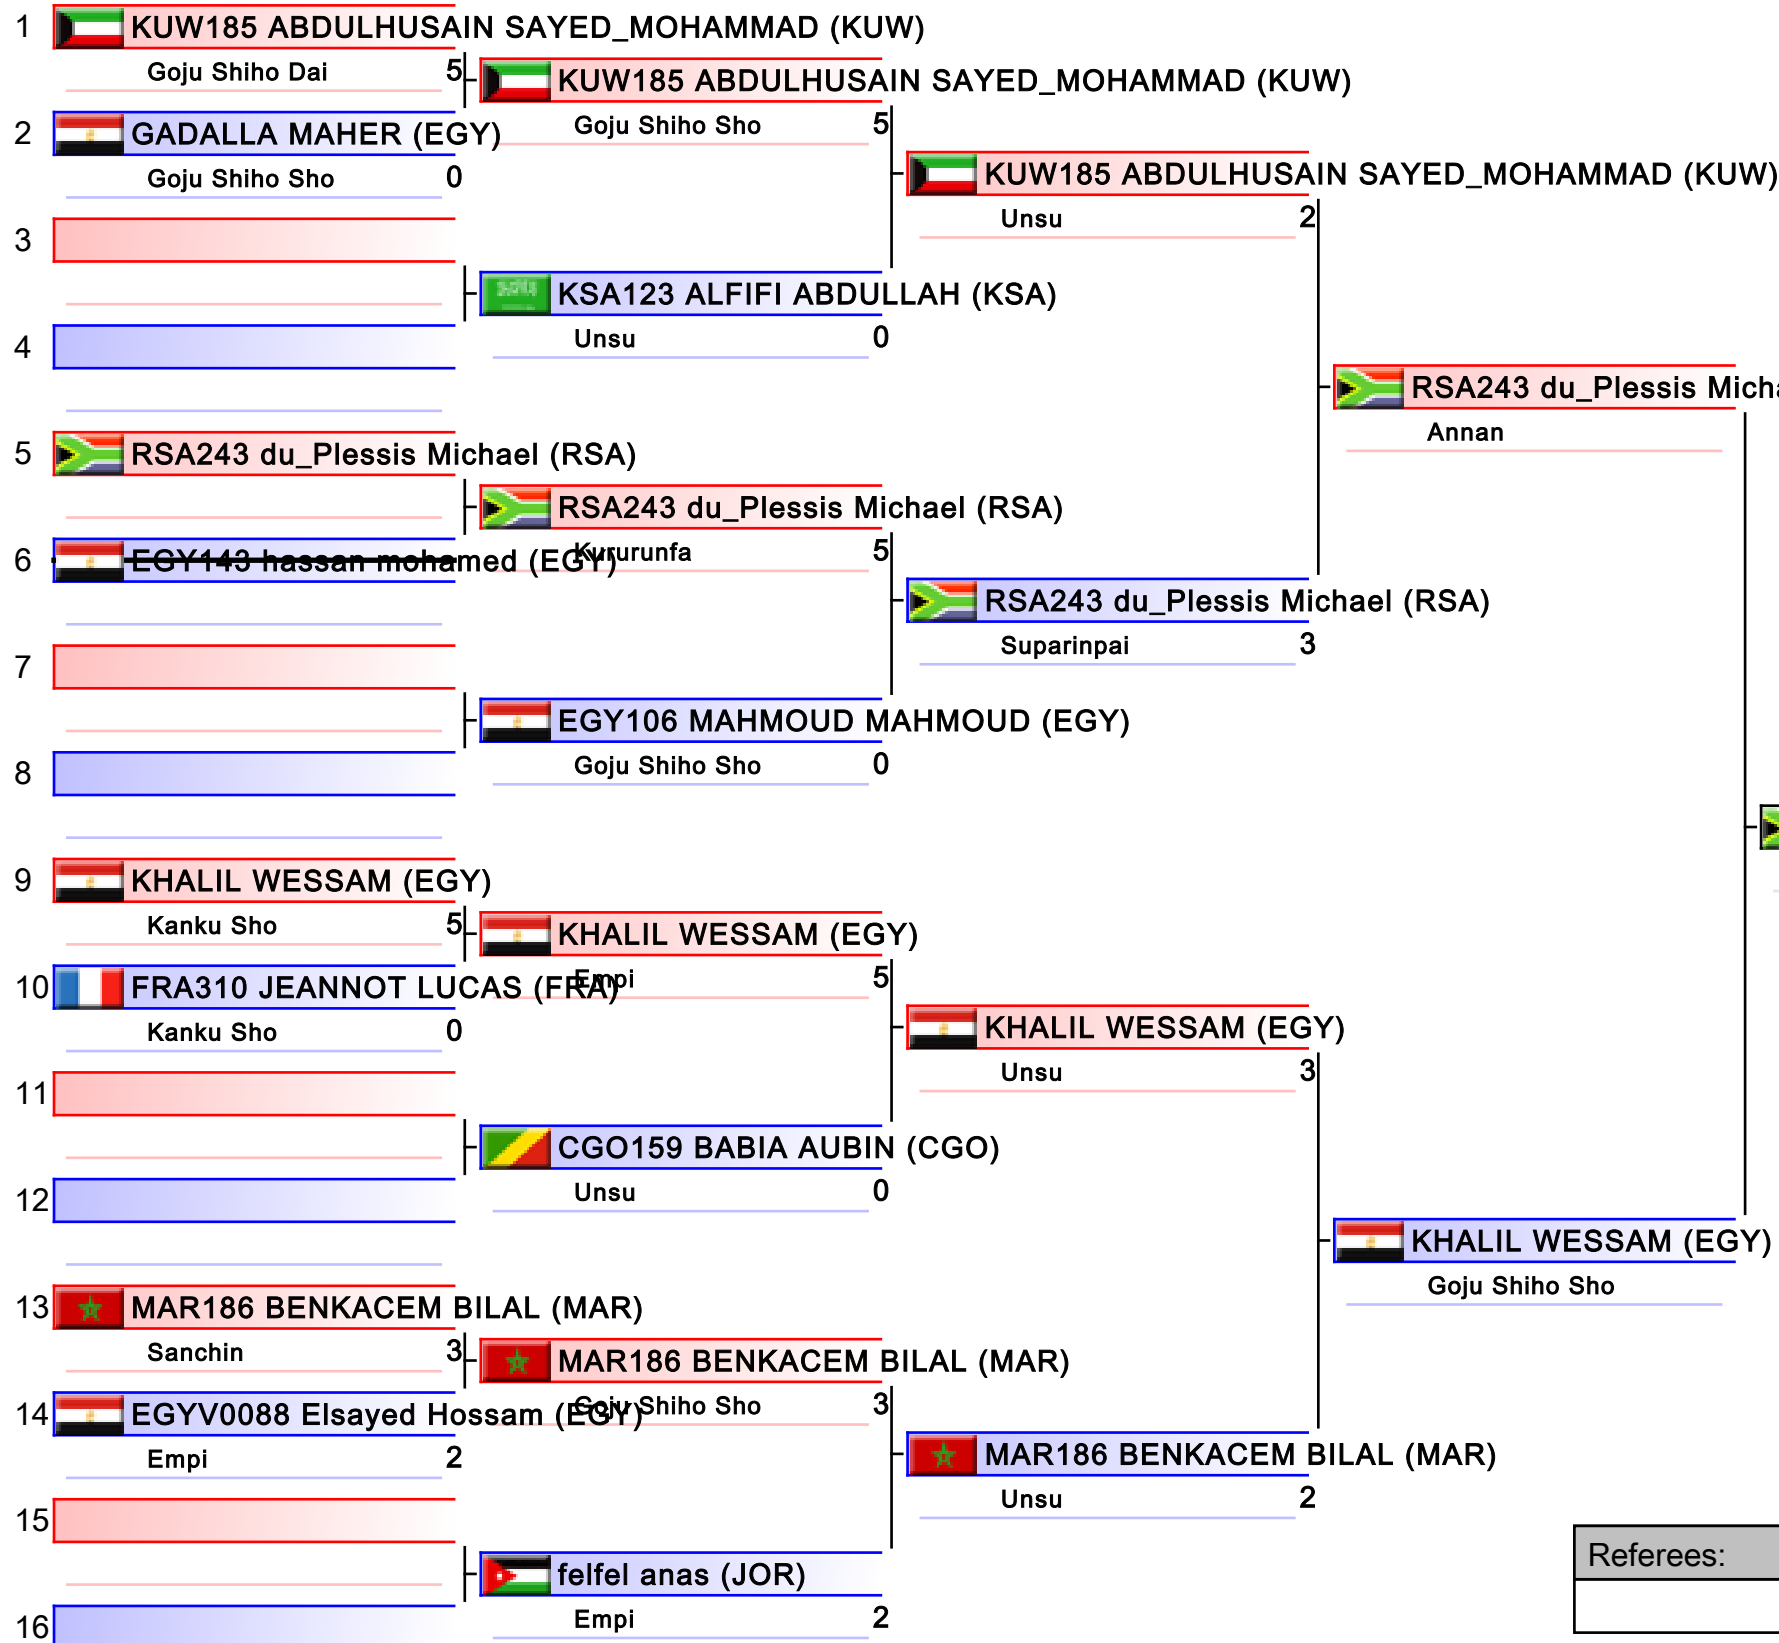 1
KUW185 ABDULHUSAIN SAYED_MOHAMMAD (KUW)
Goju Shiho Dai 5
2
GADALLA MAHER (EGY)
Goju Shiho Sho 0
3
4
5
RSA243 du_Plessis Michael (RSA)
6
EGY143 hassan mohamed (EGY)
7
8
9
KHALIL WESSAM (EGY)
Kanku Sho 5
10
FRA310 JEANNOT LUCAS (FRA)
Kanku Sho 0
11
12
13
MAR186 BENKACEM BILAL (MAR)
Sanchin 3
14
EGYV0088 Elsayed Hossam (EGY)
Empi 2
15
16
KUW185 ABDULHUSAIN SAYED_MOHAMMAD (KUW)
Goju Shiho Sho 5
KSA123 ALFIFI ABDULLAH (KSA)
Unsu 0
RSA243 du_Plessis Michael (RSA)
Kururunfa 5
EGY106 MAHMOUD MAHMOUD (EGY)
Goju Shiho Sho 0
KHALIL WESSAM (EGY)
Empi 5
CGO159 BABIA AUBIN (CGO)
Unsu 0
MAR186 BENKACEM BILAL (MAR)
Goju Shiho Sho 3
felfel anas (JOR)
Empi 2
KUW185 ABDULHUSAIN SAYED_MOHAMMAD (KUW)
Unsu 2
RSA243 du_Plessis Michael (RSA)
Suparinpai 3
KHALIL WESSAM (EGY)
Unsu 3
MAR186 BENKACEM BILAL (MAR)
Unsu 2
RSA243 du_Plessis Micha
Annan
KHALIL WESSAM (EGY)
Goju Shiho Sho
Referees: